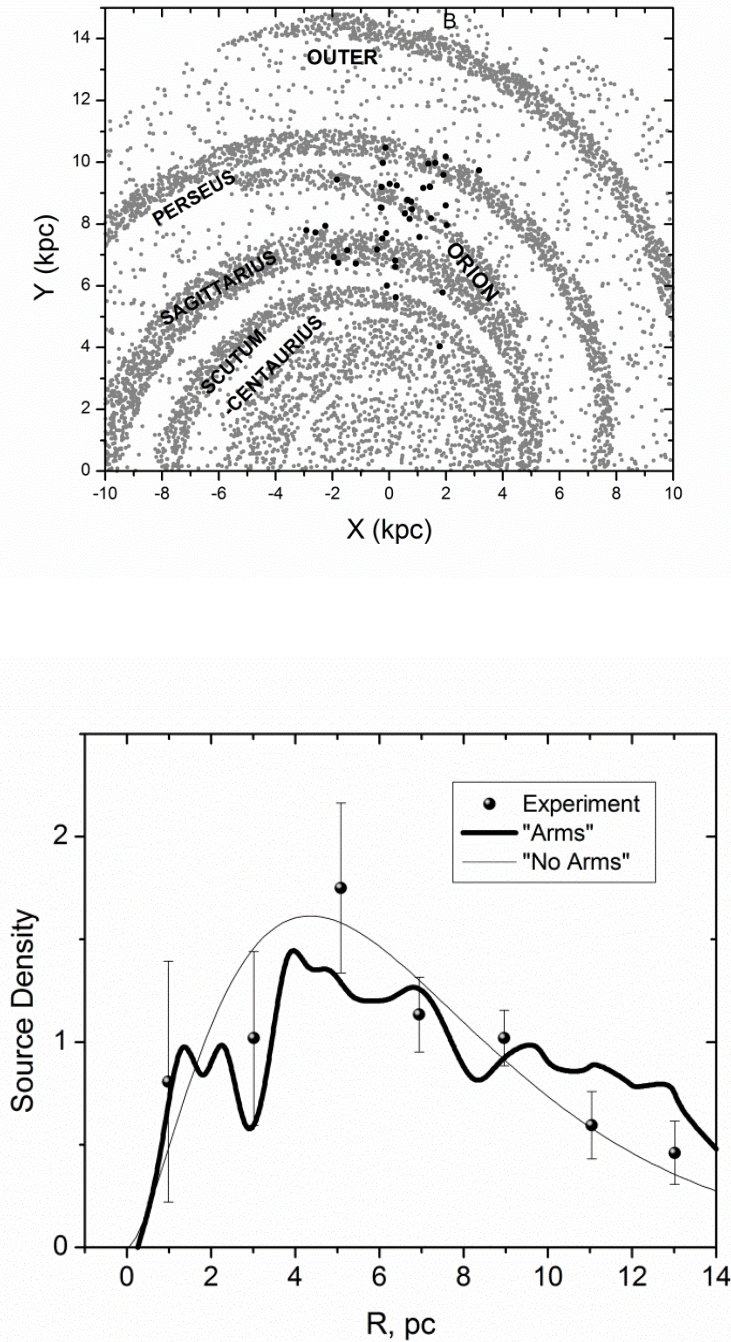 B
14
12
10
8
6
4
2
0
OUTER
PERSEUS
ORION
SAGITTARIUS
SCUTUM
-CENTAURIUS
Y (kpc)
-10 -8 -6 -4 -2 0 2 4 6 8 10
X (kpc)
2
1
0
Experiment
"Arms"
"No Arms"
Source Density
0 2 4 6 8 10 12 14
R, pc